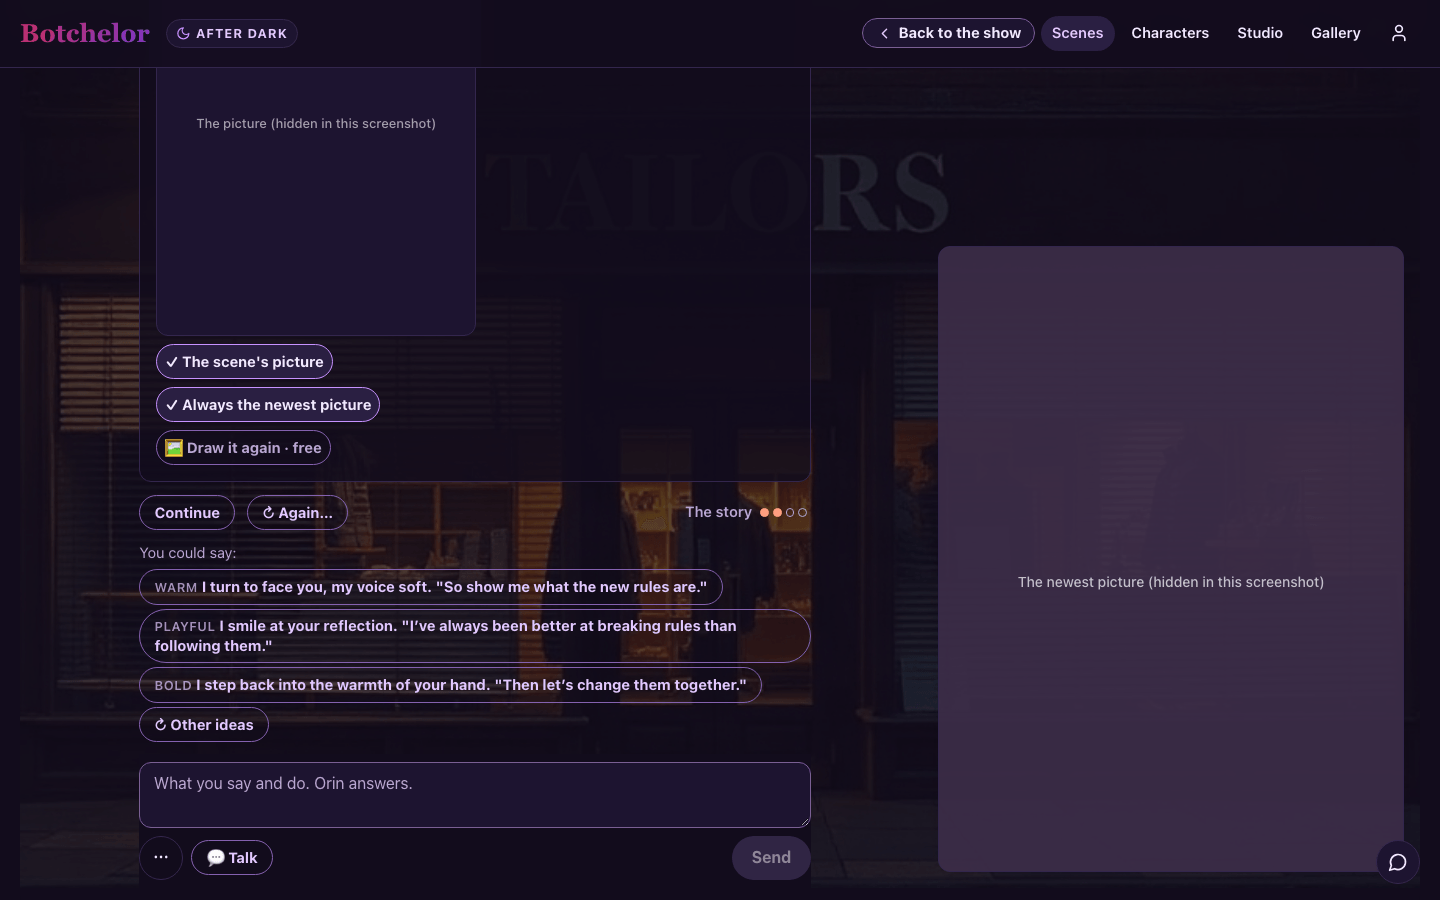 Botchelor
AFTER DARK
Back to the show
Scenes
Characters
Studio
Gallery
The picture (hidden in this screenshot)
TAILORS
✓ The scene's picture
✓ Always the newest picture
🖼️ Draw it again · free
Continue
↻ Again...
The story
You could say:
WARM I turn to face you, my voice soft. "So show me what the new rules are."
PLAYFUL I smile at your reflection. "I’ve always been better at breaking rules than
following them."
BOLD I step back into the warmth of your hand. "Then let’s change them together."
↻ Other ideas
What you say and do. Orin answers.
···
💬 Talk
Send
The newest picture (hidden in this screenshot)